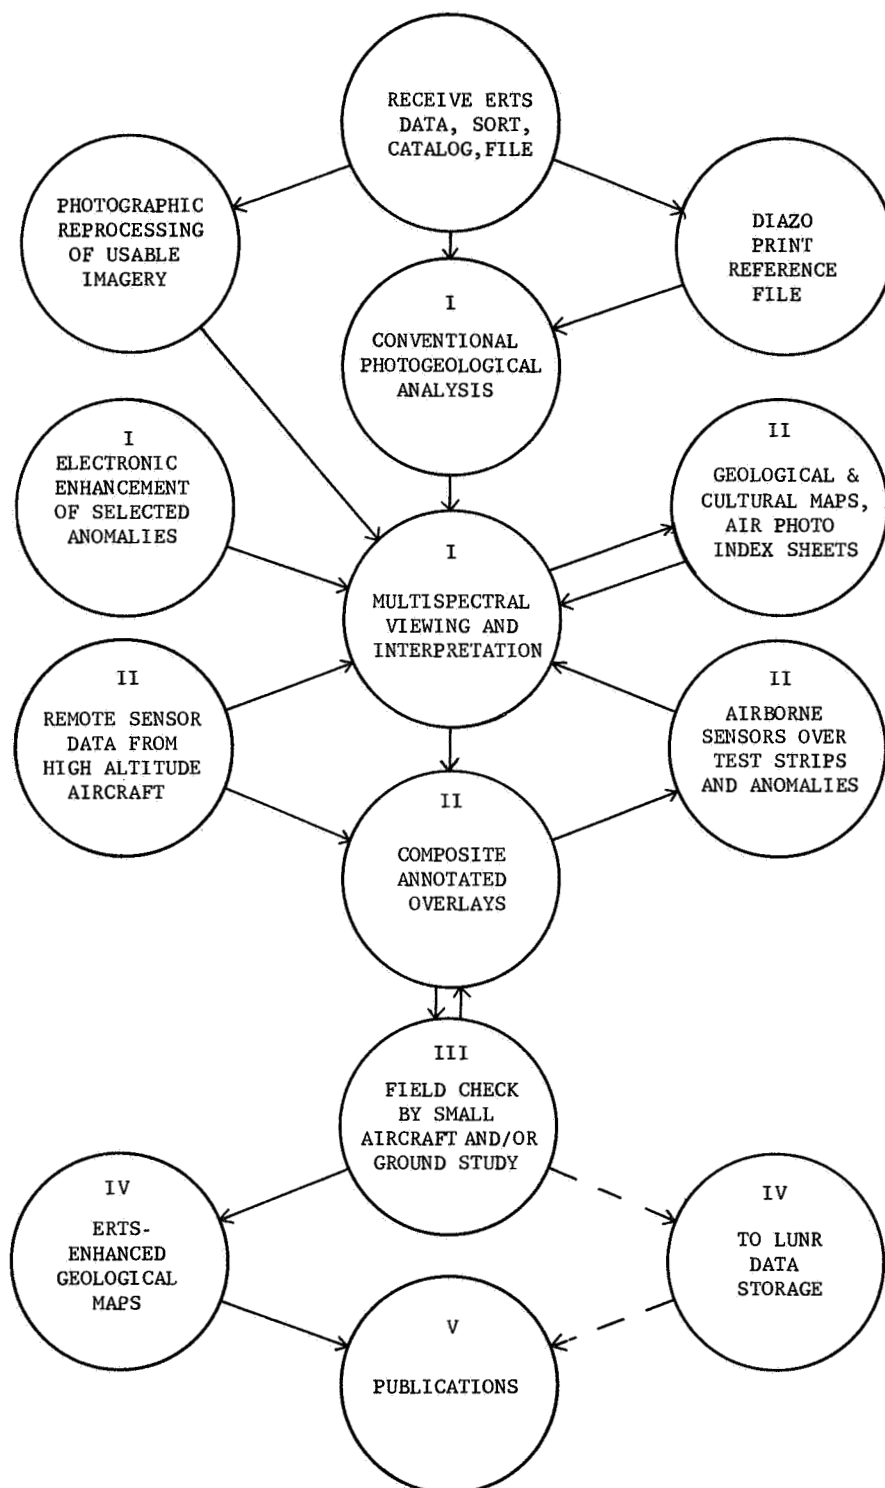 RECEIVE ERTS
DATA, SORT,
CATALOG, FILE
PHOTOGRAPHIC
REPROCESSING
OF USABLE
IMAGERY
DIAZO
PRINT
REFERENCE
FILE
I
CONVENTIONAL
PHOTOGEOLOGICAL
ANALYSIS
I
ELECTRONIC
ENHANCEMENT
OF SELECTED
ANOMALIES
II
GEOLOGICAL &
CULTURAL MAPS,
AIR PHOTO
INDEX SHEETS
I
MULTISPECTRAL
VIEWING AND
INTERPRETATION
II
REMOTE SENSOR
DATA FROM
HIGH ALTITUDE
AIRCRAFT
II
AIRBORNE
SENSORS OVER
TEST STRIPS
AND ANOMALIES
II
COMPOSITE
ANNOTATED
OVERLAYS
III
FIELD CHECK
BY SMALL
AIRCRAFT AND/OR
GROUND STUDY
IV
ERTS-
ENHANCED
GEOLOGICAL
MAPS
IV
TO LUNR
DATA
STORAGE
V
PUBLICATIONS